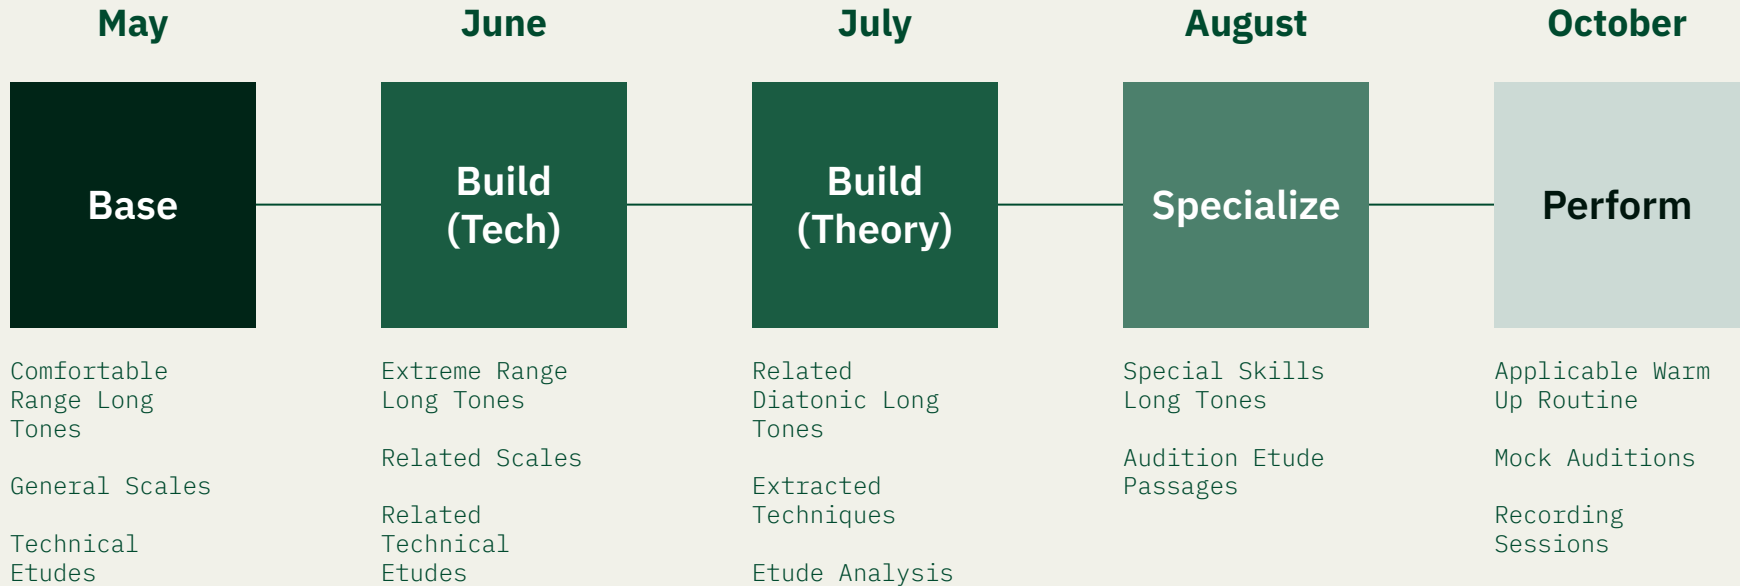 May
Base
Comfortable
Range Long
Tones
General Scales
Technical
Etudes
June
Build
(Tech)
Extreme Range
Long Tones
Related Scales
Related
Technical
Etudes
July
Build
(Theory)
Related
Diatonic Long
Tones
Extracted
Techniques
Etude Analysis
August
Specialize
Special Skills
Long Tones
Audition Etude
Passages
October
Perform
Applicable Warm
Up Routine
Mock Auditions
Recording
Sessions